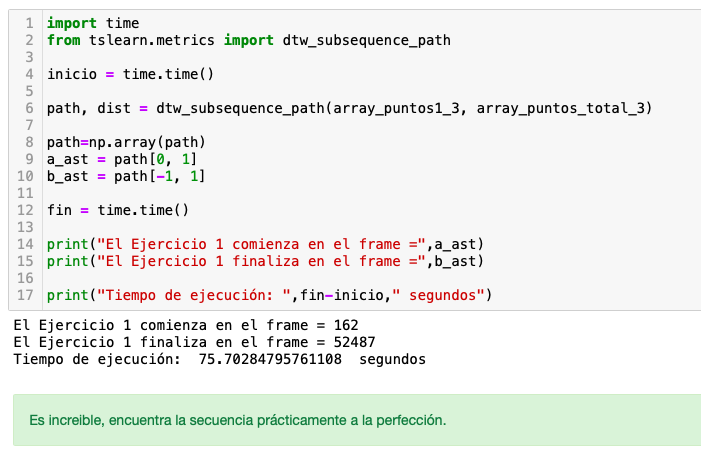 1 import time
2 from tslearn.metrics import dtw_subsequence_path
3
4 inicio = time.time()
5
6 path, dist = dtw_subsequence_path(array_puntos1_3, array_puntos_total_3)
7
8 path=np.array(path)
9 a_ast = path[0, 1]
10 b_ast = path[-1, 1]
11
12 fin = time.time()
13
14 print("El Ejercicio 1 comienza en el frame =",a_ast)
15 print("El Ejercicio 1 finaliza en el frame =",b_ast)
16
17 print("Tiempo de ejecución: ",fin-inicio," segundos")
El Ejercicio 1 comienza en el frame = 162
El Ejercicio 1 finaliza en el frame = 52487
Tiempo de ejecución:  75.70284795761108  segundos
Es increible, encuentra la secuencia prácticamente a la perfección.